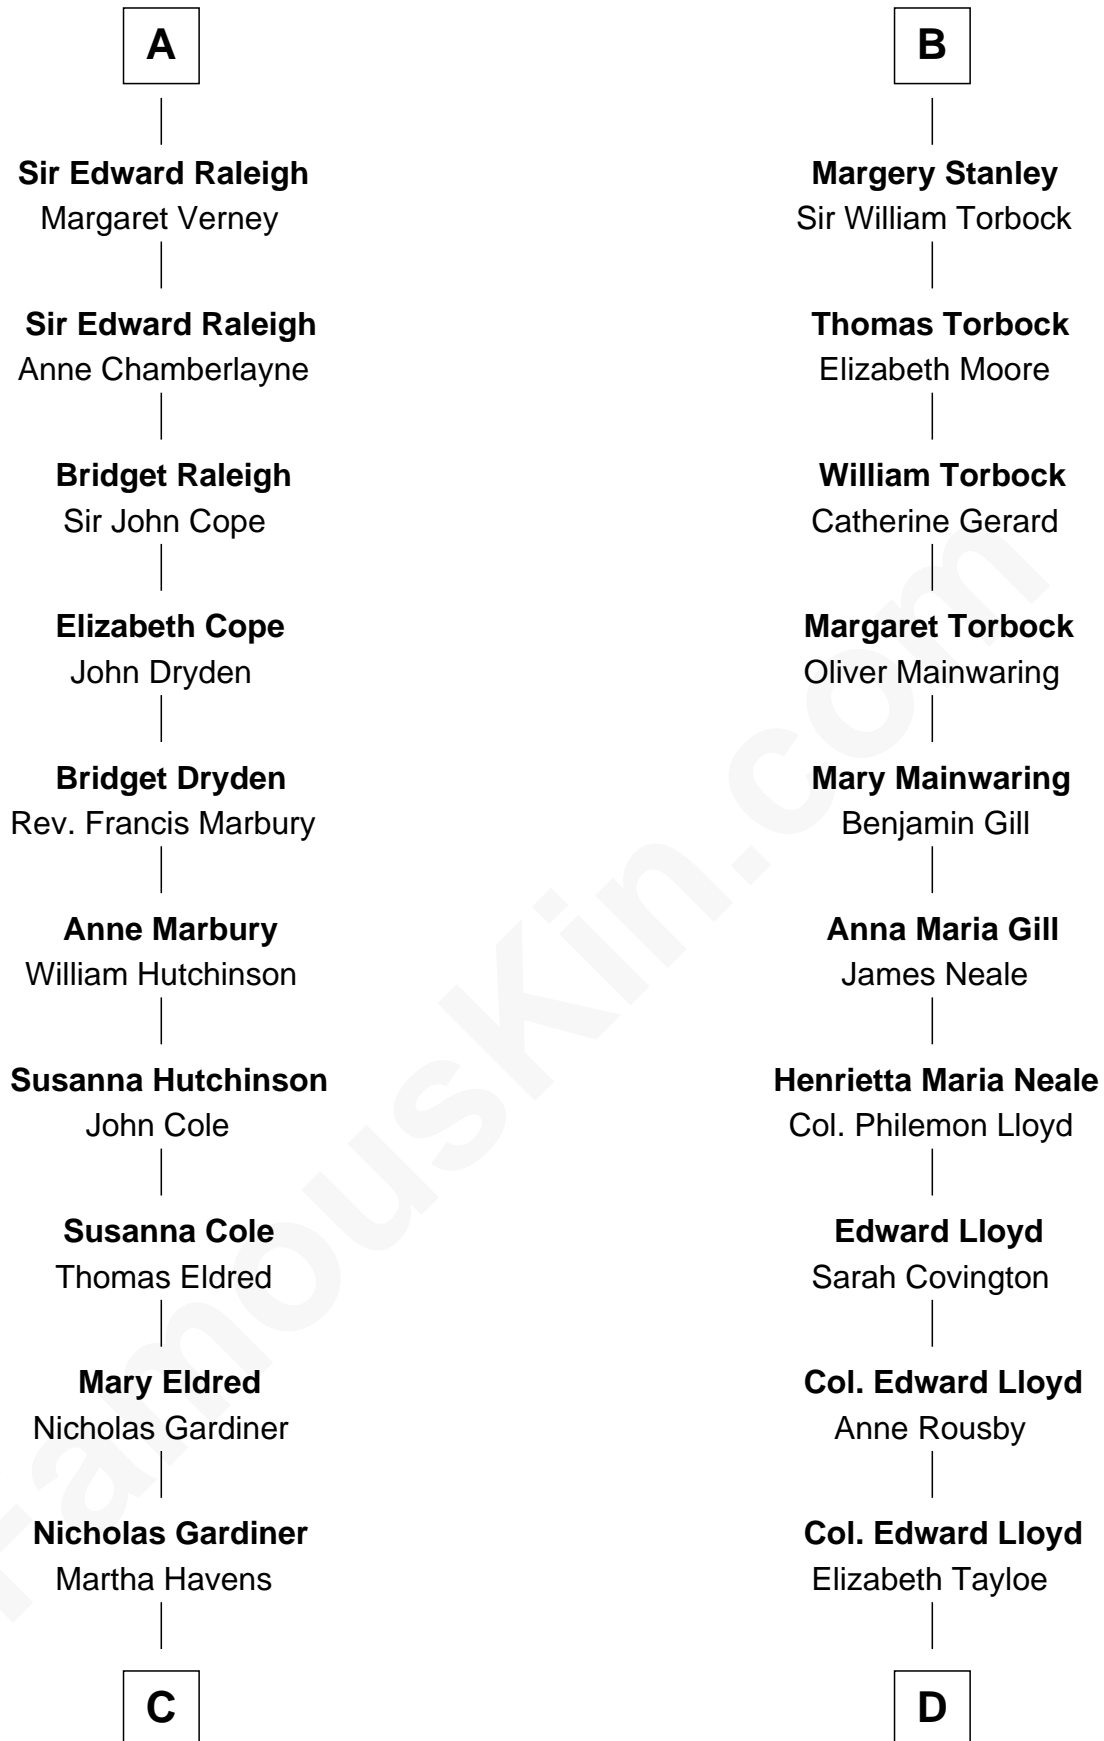 A
Sir Edward Raleigh
Margaret Verney
Sir Edward Raleigh
Anne Chamberlayne
Bridget Raleigh
Sir John Cope
Elizabeth Cope
John Dryden
Bridget Dryden
Rev. Francis Marbury
Anne Marbury
William Hutchinson
Susanna Hutchinson
John Cole
Susanna Cole
Thomas Eldred
Mary Eldred
Nicholas Gardiner
Nicholas Gardiner
Martha Havens
C
B
Margery Stanley
Sir William Torbock
Thomas Torbock
Elizabeth Moore
William Torbock
Catherine Gerard
Margaret Torbock
Oliver Mainwaring
Mary Mainwaring
Benjamin Gill
Anna Maria Gill
James Neale
Henrietta Maria Neale
Col. Philemon Lloyd
Edward Lloyd
Sarah Covington
Col. Edward Lloyd
Anne Rousby
Col. Edward Lloyd
Elizabeth Tayloe
D
FamousKin.com